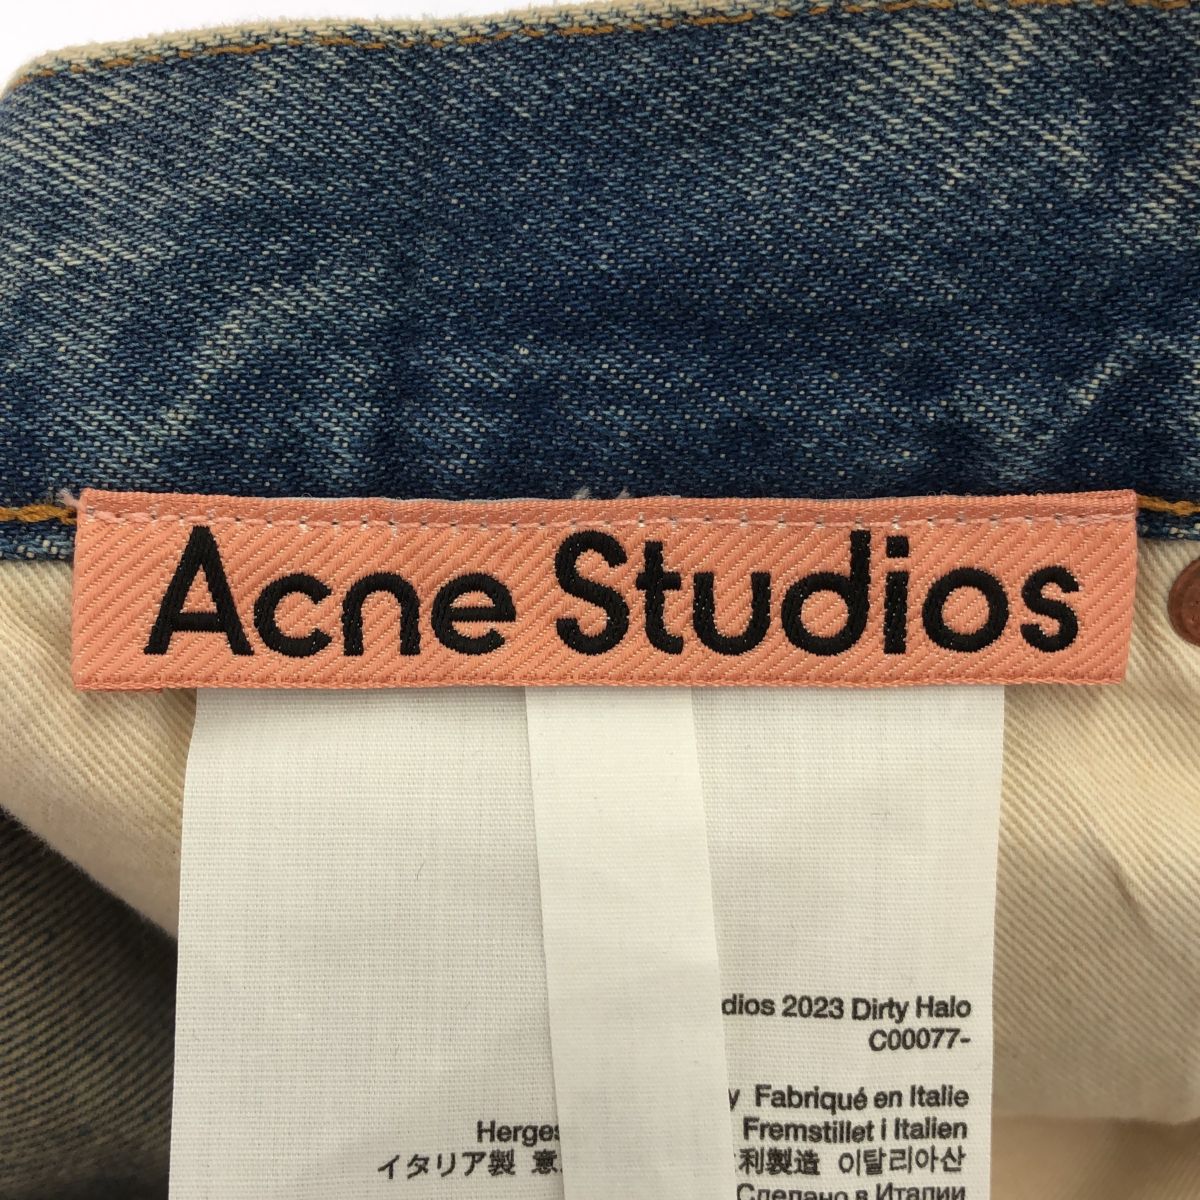 Acne Studios
2023 Dirty Halo
C00077-
Fabriqué en Italie
Fremstillet i Italien
イタリア製 利製造 이탈리아산
Сделано в Италии